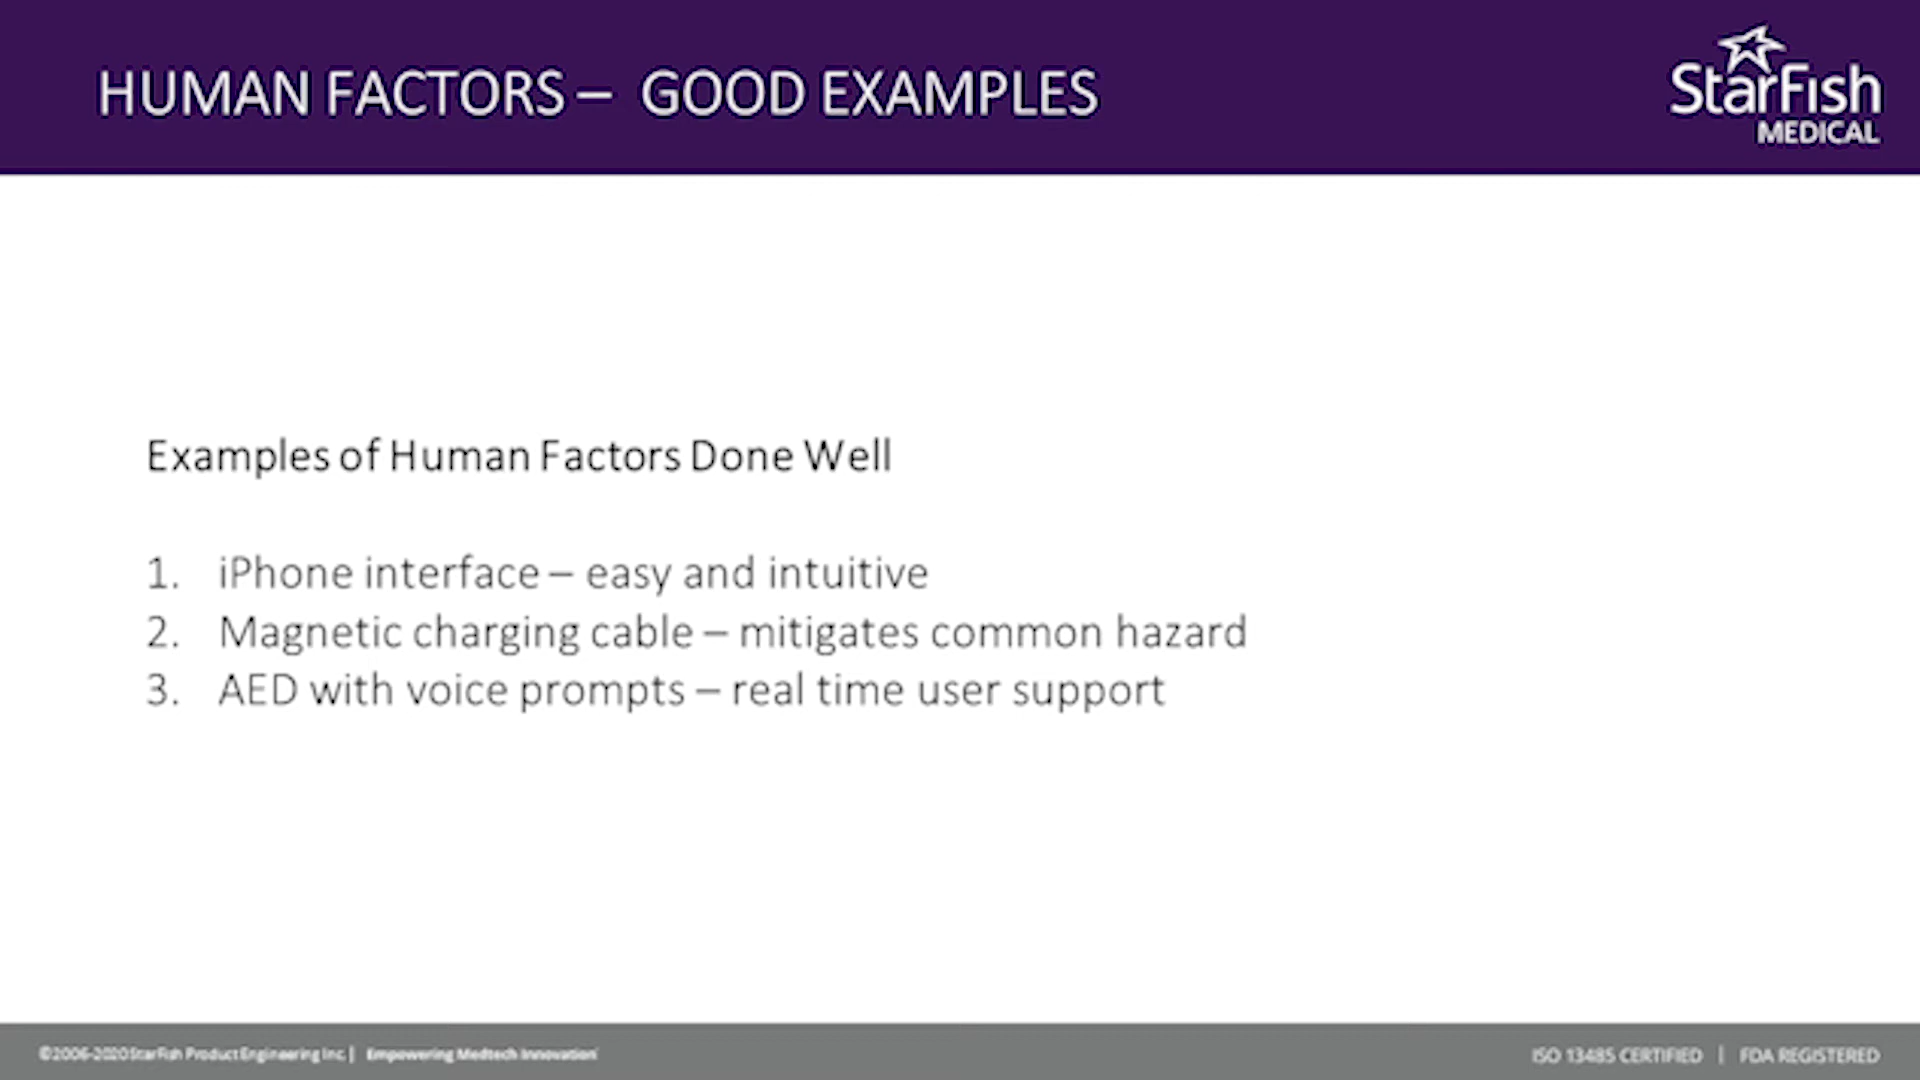 HUMAN FACTORS – GOOD EXAMPLES
StarFish
MEDICAL
Examples of Human Factors Done Well
1. iPhone interface – easy and intuitive
2. Magnetic charging cable – mitigates common hazard
3. AED with voice prompts – real time user support
©2006-2020 StarFish Product Engineering Inc. | Empowering Medtech Innovation
ISO 13485 CERTIFIED | FDA REGISTERED